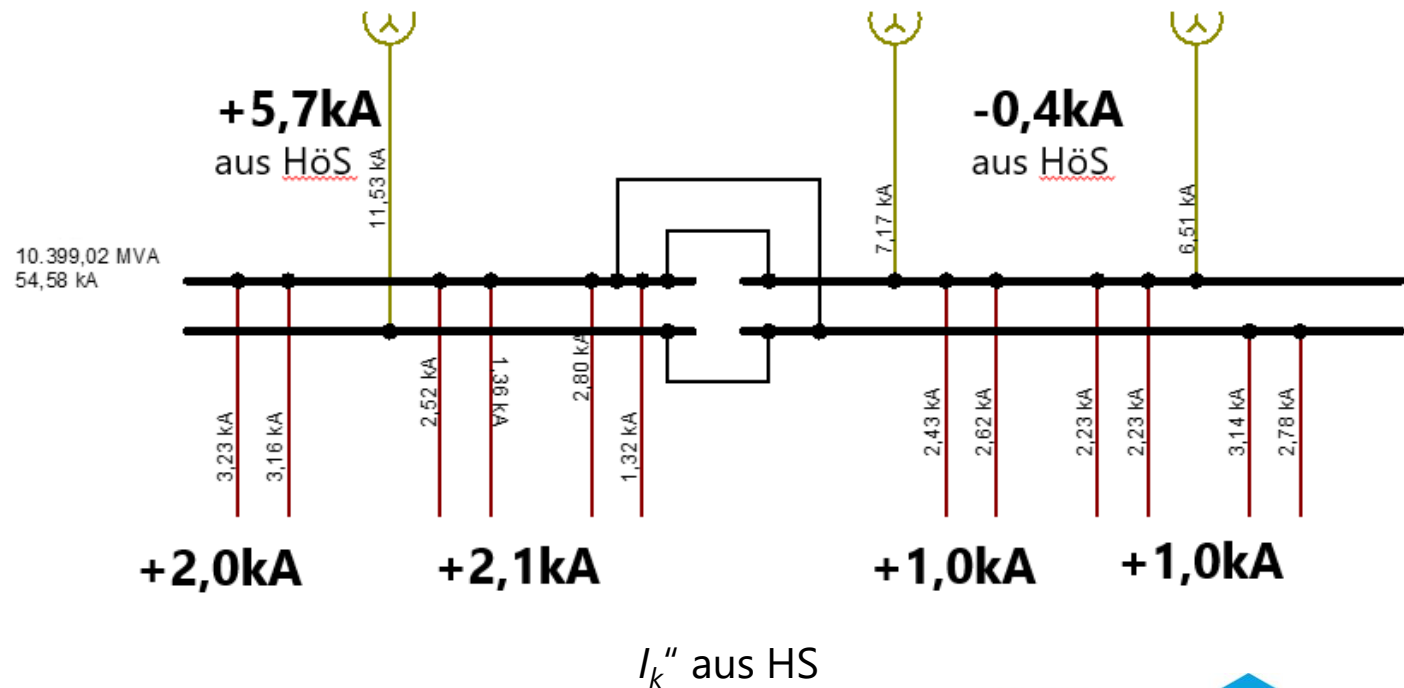 +5,7kA
aus HöS
-0,4kA
aus HöS
11,53 kA
7,17 kA
6,51 kA
10.399,02 MVA
54,58 kA
3,23 kA
3,16 kA
2,52 kA
1,36 kA
2,80 kA
1,32 kA
2,43 kA
2,62 kA
2,23 kA
2,23 kA
3,14 kA
2,78 kA
+2,0kA
+2,1kA
+1,0kA
+1,0kA
Ik“ aus HS